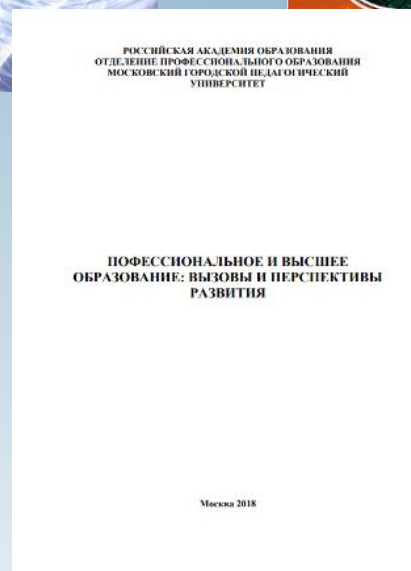 РОССИЙСКАЯ АКАДЕМИЯ ОБРАЗОВАНИЯ
ОТДЕЛЕНИЕ ПРОФЕССИОНАЛЬНОГО ОБРАЗОВАНИЯ
МОСКОВСКИЙ ГОРОДСКОЙ ПЕДАГОГИЧЕСКИЙ
УНИВЕРСИТЕТ
ПОФЕССИОНАЛЬНОЕ И ВЫСШЕЕ
ОБРАЗОВАНИЕ: ВЫЗОВЫ И ПЕРСПЕКТИВЫ
РАЗВИТИЯ
Москва 2018